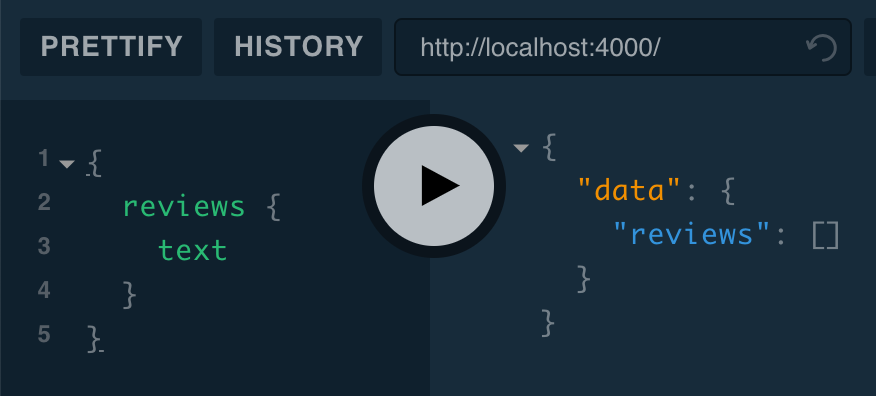 PRETTIFY HISTORY http://localhost:4000/
1 {
2 reviews {
3 text
4 }
5 }
{
"data": {
"reviews": []
}
}